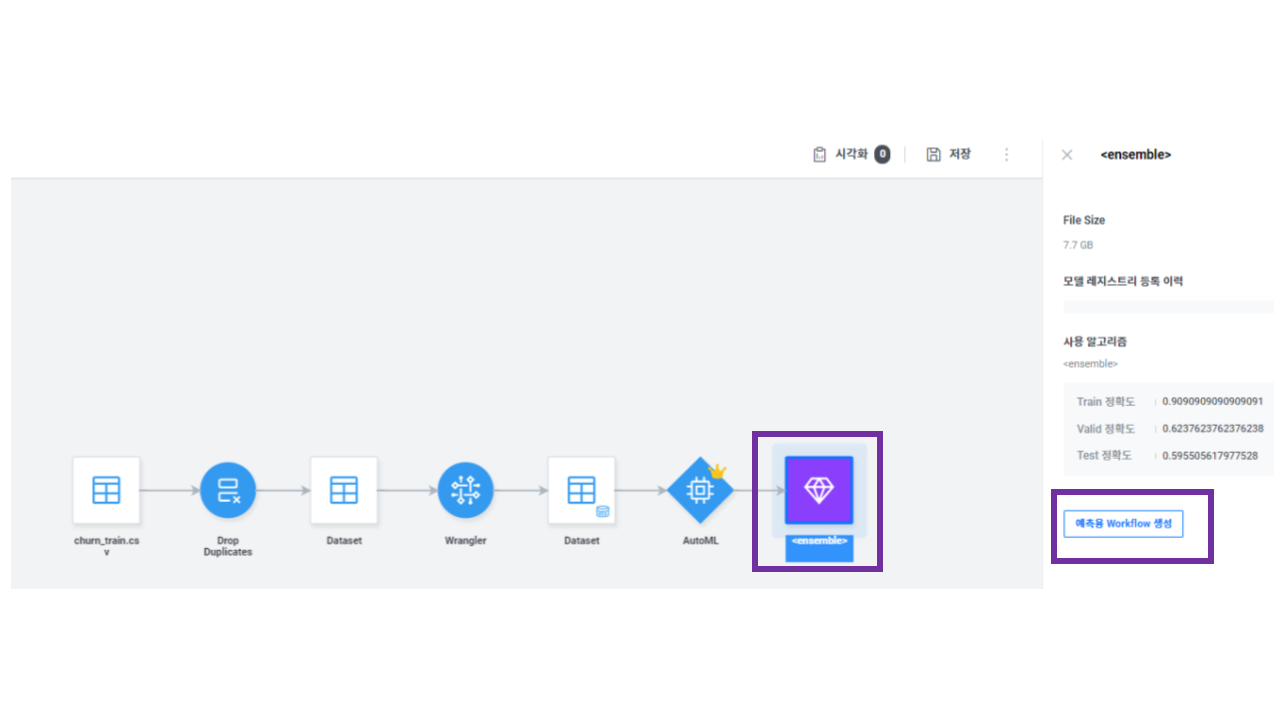 시각화 0 저장
<ensemble>
File Size
7.7 GB
모델 레지스트리 등록 이력
사용 알고리즘
<ensemble>
Train 정확도 0.9090909090909091
Valid 정확도 0.6237623762376238
Test 정확도 0.595505617977528
예측용 Workflow 생성
churn_train.cs
v
Drop
Duplicates
Dataset
Wrangler
Dataset
AutoML
<ensemble>